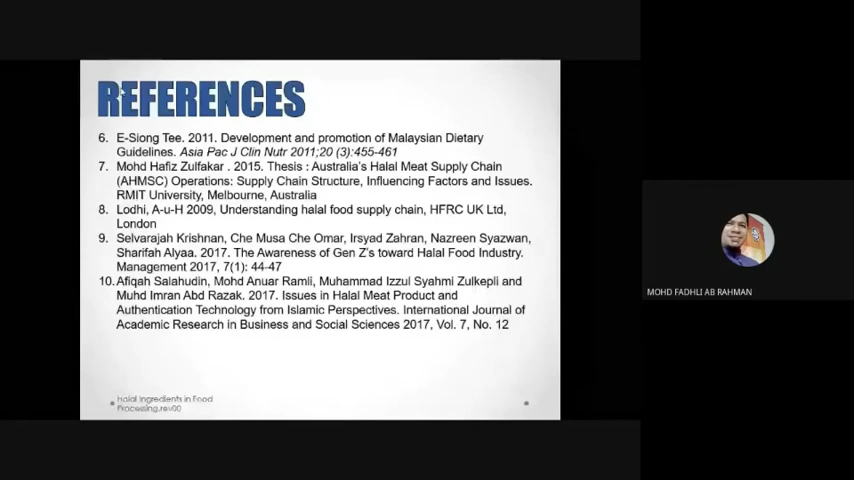 REFERENCES
6. E-Siong Tee. 2011. Development and promotion of Malaysian Dietary
Guidelines. Asia Pac J Clin Nutr 2011;20 (3):455-461
7. Mohd Hafiz Zulfakar . 2015. Thesis : Australia's Halal Meat Supply Chain
(AHMSC) Operations: Supply Chain Structure, Influencing Factors and Issues.
RMIT University, Melbourne, Australia
8. Lodhi, A-u-H 2009, Understanding halal food supply chain, HFRC UK Ltd,
London
9. Selvarajah Krishnan, Che Musa Che Omar, Irsyad Zahran, Nazreen Syazwan,
Sharifah Alyaa. 2017. The Awareness of Gen Z's toward Halal Food Industry.
Management 2017, 7(1): 44-47
10. Afiqah Salahudin, Mohd Anuar Ramli, Muhammad Izzul Syahmi Zulkepli and
Muhd Imran Abd Razak. 2017. Issues in Halal Meat Product and
Authentication Technology from Islamic Perspectives. International Journal of
Academic Research in Business and Social Sciences 2017, Vol. 7, No. 12
Halal Ingredients in Food
Processing.rev00
MOHD FADHLI AB RAHMAN